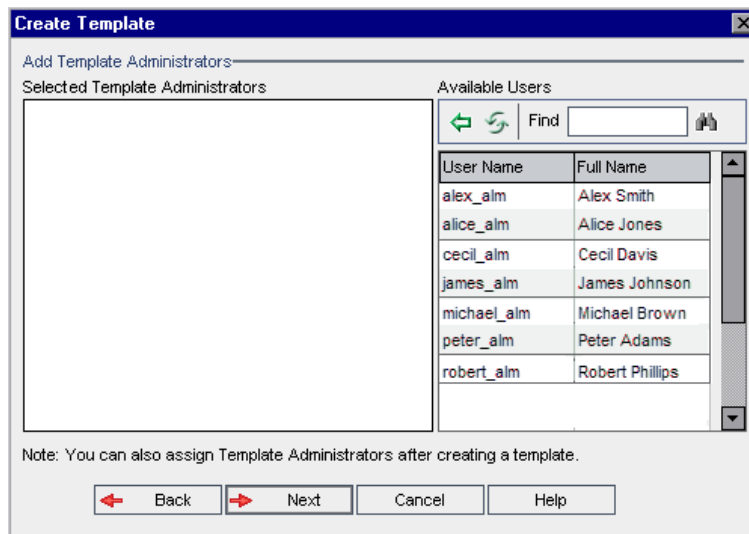 Create Template
Add Template Administrators
Selected Template Administrators
Available Users
Find
User Name Full Name
alex_alm Alex Smith
alice_alm Alice Jones
cecil_alm Cecil Davis
james_alm James Johnson
michael_alm Michael Brown
peter_alm Peter Adams
robert_alm Robert Phillips
Note: You can also assign Template Administrators after creating a template.
Back Next Cancel Help